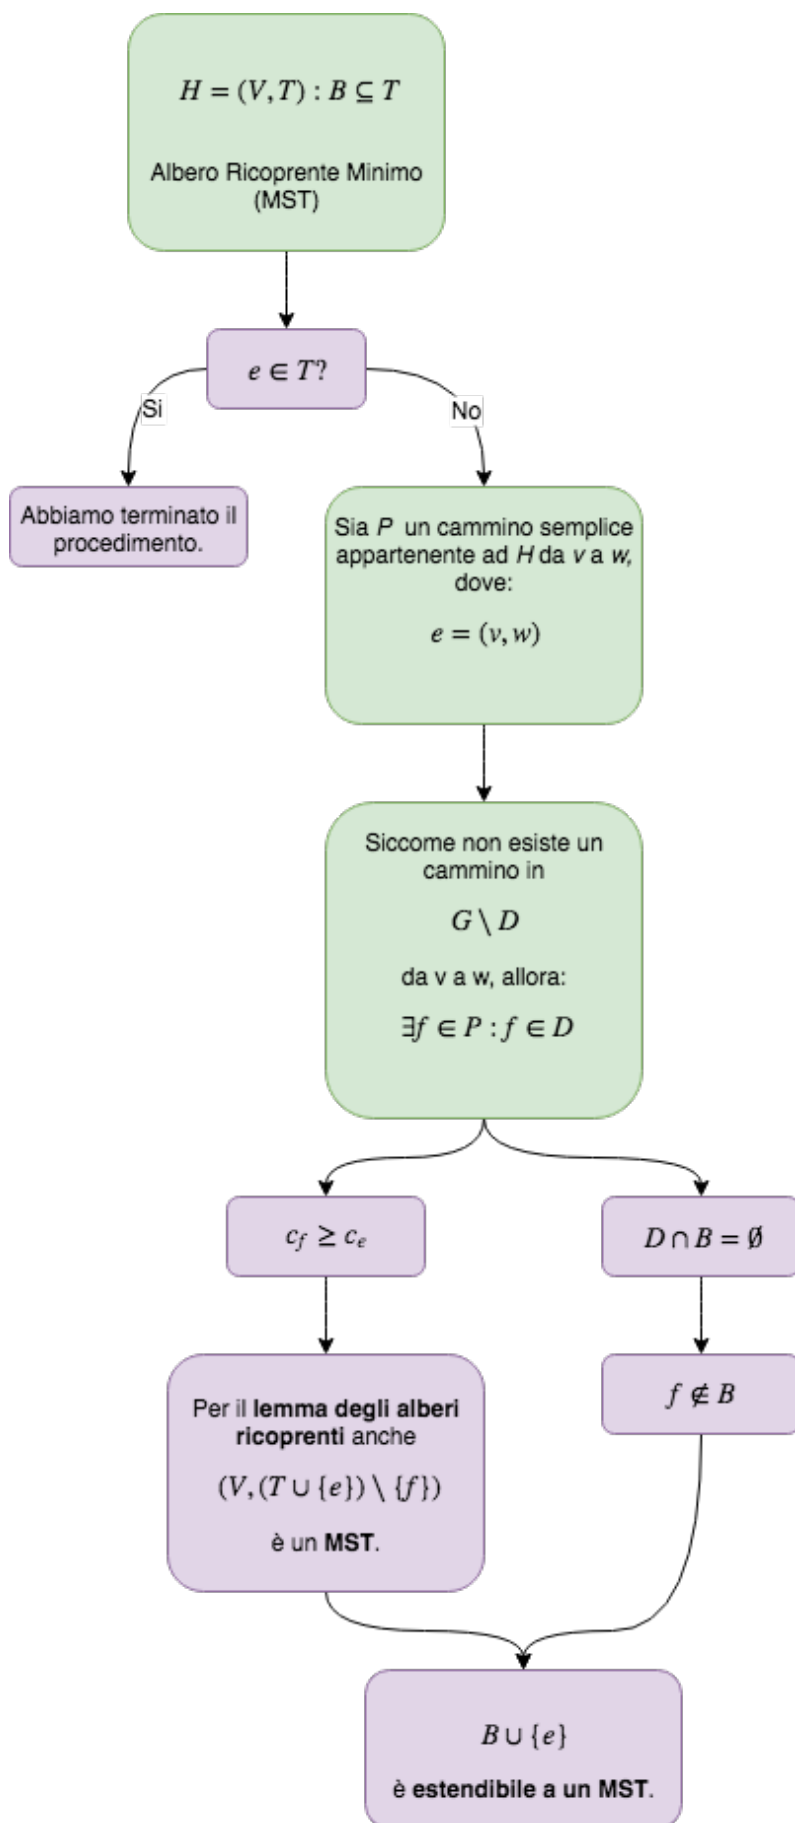 H = (V, T) : B ⊆ T
Albero Ricoprente Minimo
(MST)
e ∈ T?
Si
No
Abbiamo terminato il
procedimento.
Sia P un cammino semplice
appartenente ad H da v a w,
dove:
e = (v, w)
Siccome non esiste un
cammino in
G \ D
da v a w, allora:
∃f ∈ P : f ∈ D
c_f ≥ c_e
D ∩ B = ∅
Per il lemma degli alberi
ricoprenti anche
(V, (T ∪ {e}) \ {f})
è un MST.
f ∉ B
B ∪ {e}
è estendibile a un MST.